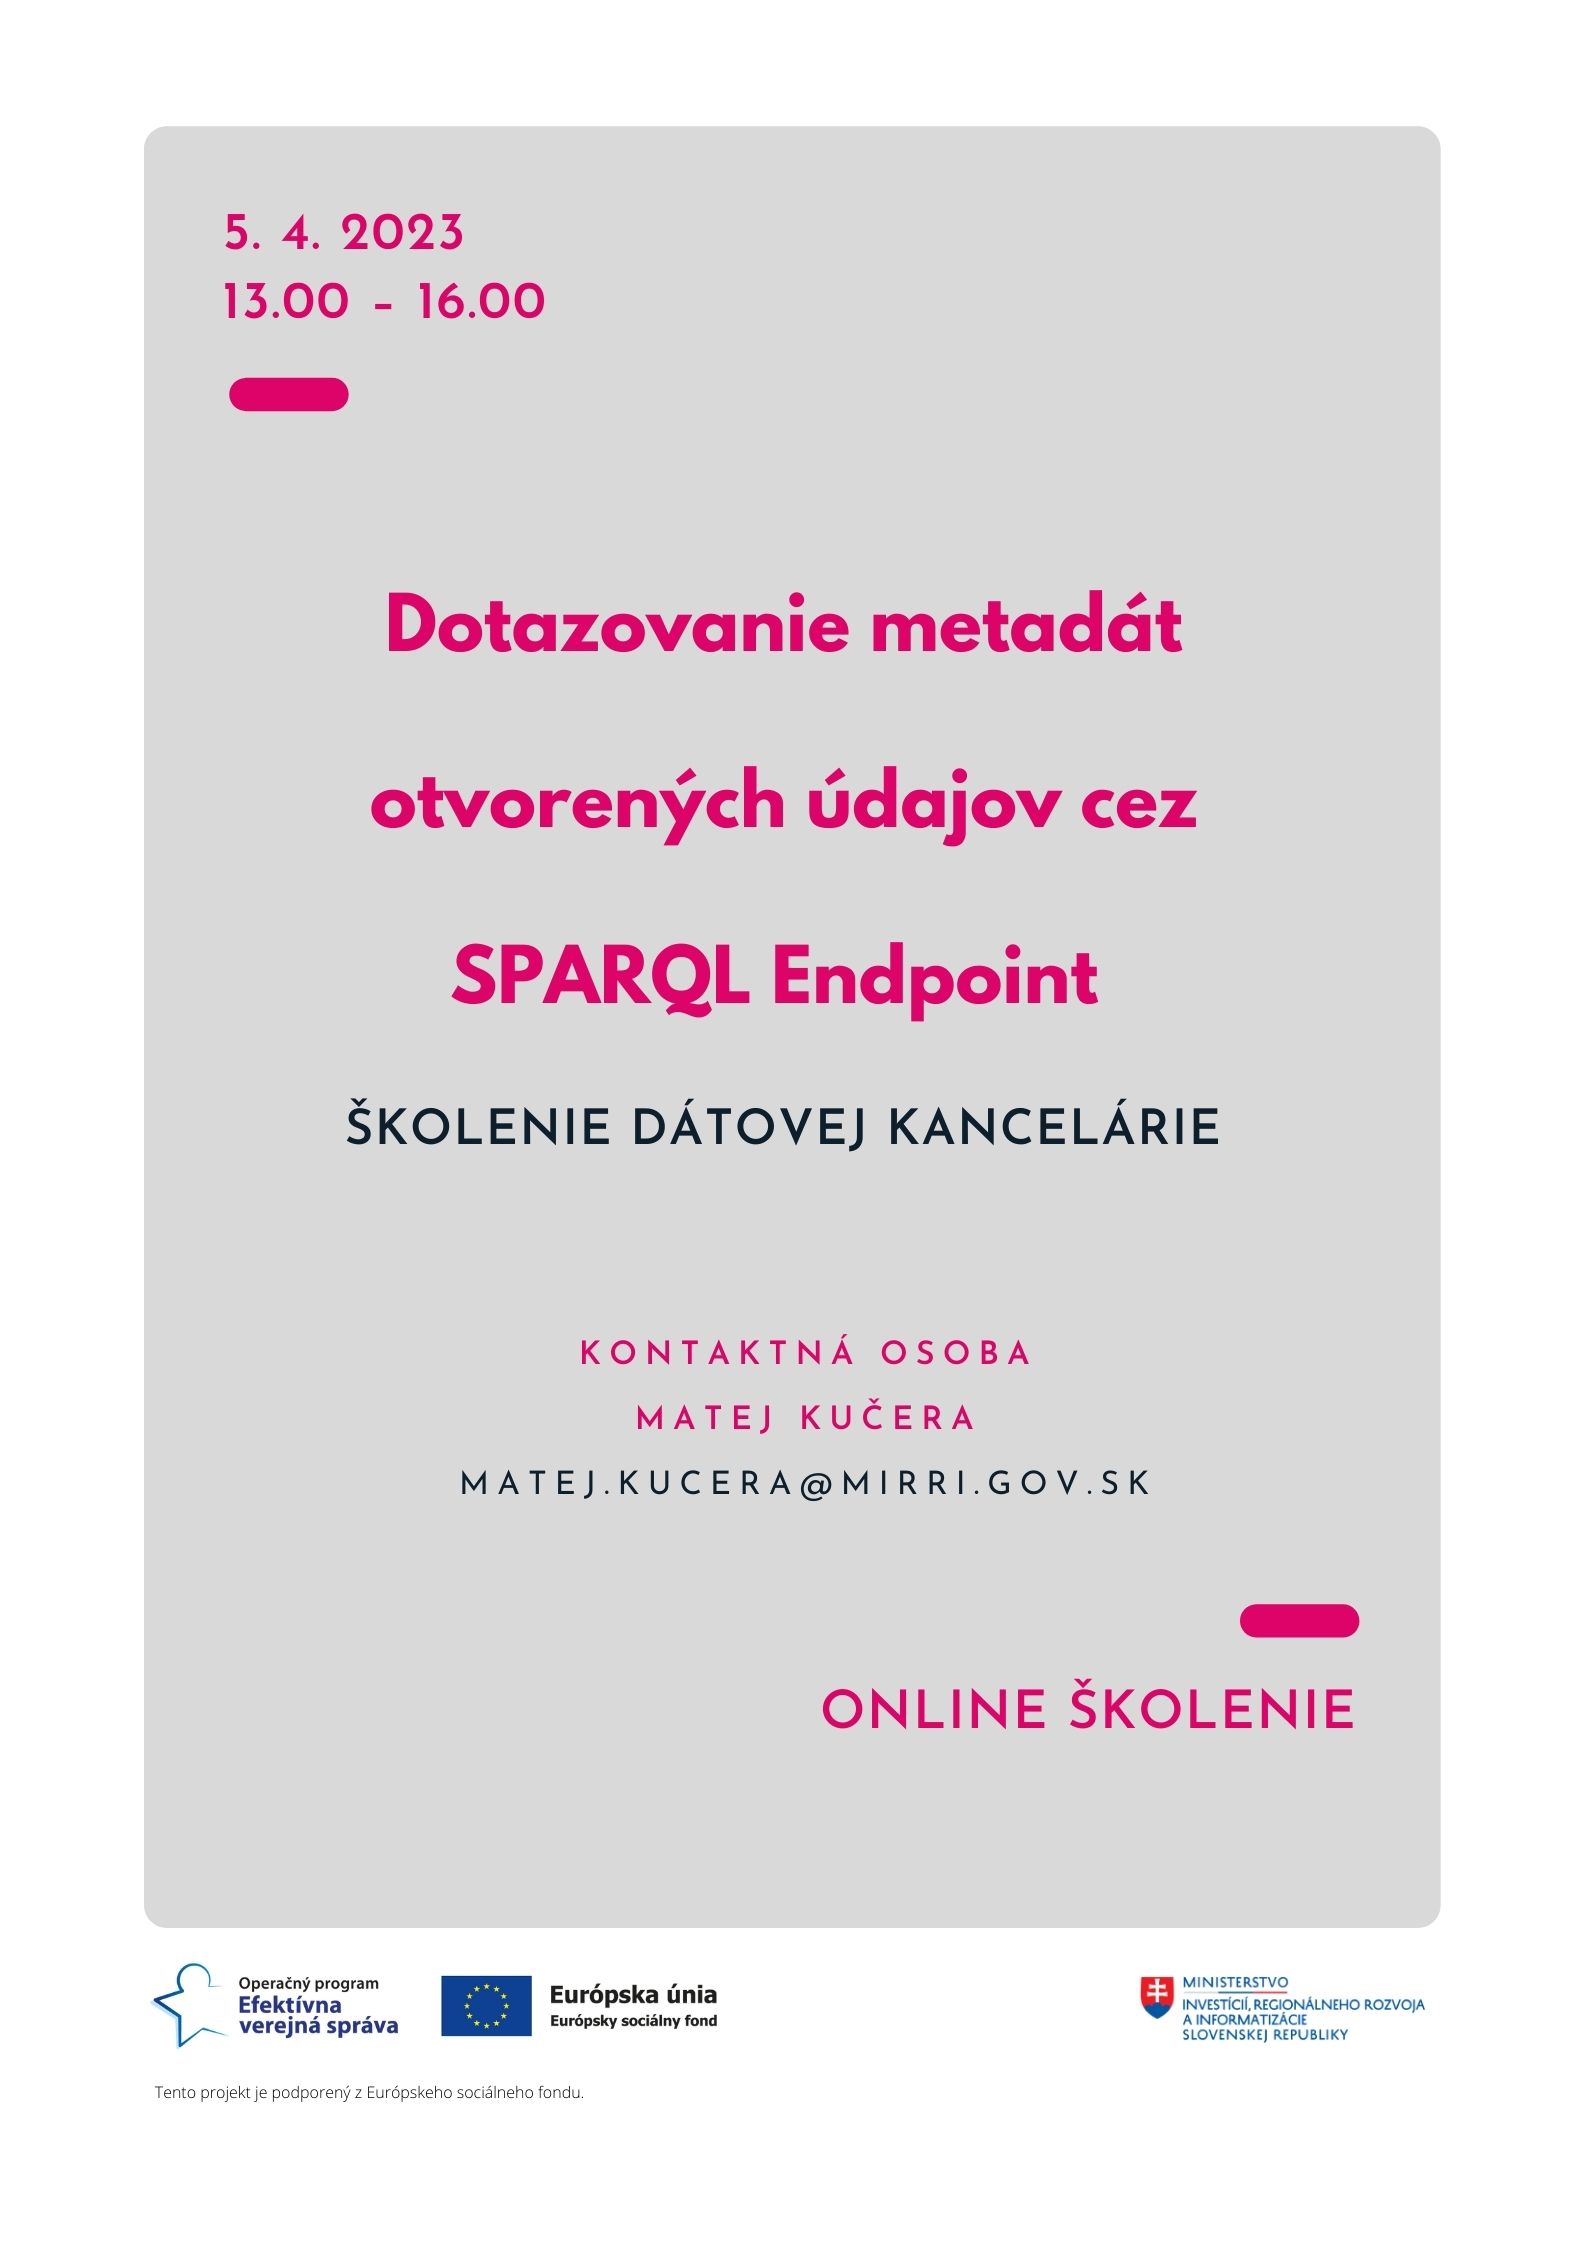 5. 4. 2023
13.00 – 16.00
Dotazovanie metadát
otvorených údajov cez
SPARQL Endpoint
ŠKOLENIE DÁTOVEJ KANCELÁRIE
KONTAKTNÁ OSOBA
MATEJ KUČERA
MATEJ.KUCERA@MIRRI.GOV.SK
ONLINE ŠKOLENIE
Operačný program
Efektívna
verejná správa
Európska únia
Európsky sociálny fond
MINISTERSTVO
INVESTÍCIÍ, REGIONÁLNEHO ROZVOJA
A INFORMATIZÁCIE
SLOVENSKEJ REPUBLIKY
Tento projekt je podporený z Európskeho sociálneho fondu.